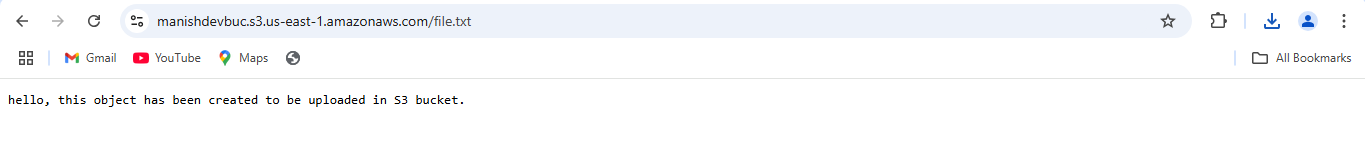 manishdevbuc.s3.us-east-1.amazonaws.com/file.txt
Gmail YouTube Maps All Bookmarks
hello, this object has been created to be uploaded in S3 bucket.